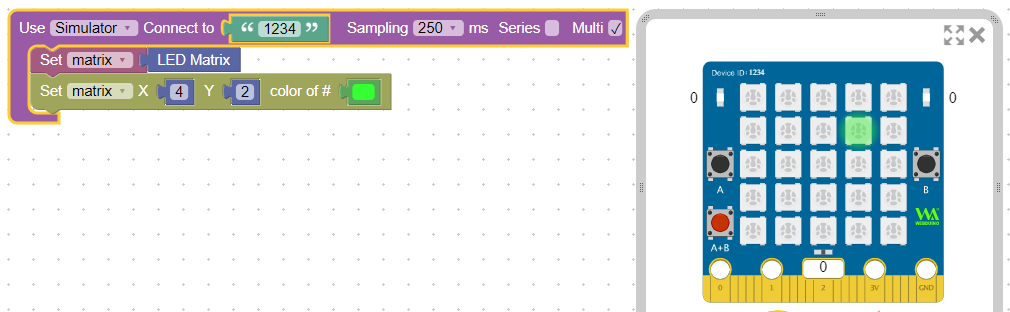 Use Simulator Connect to “ 1234 ” Sampling 250 ms Series Multi ✓
Set matrix LED Matrix
Set matrix X 4 Y 2 color of #
Device ID: 1234
0 0
A B
WEBDUINO
A+B
0
0 1 2 3V GND